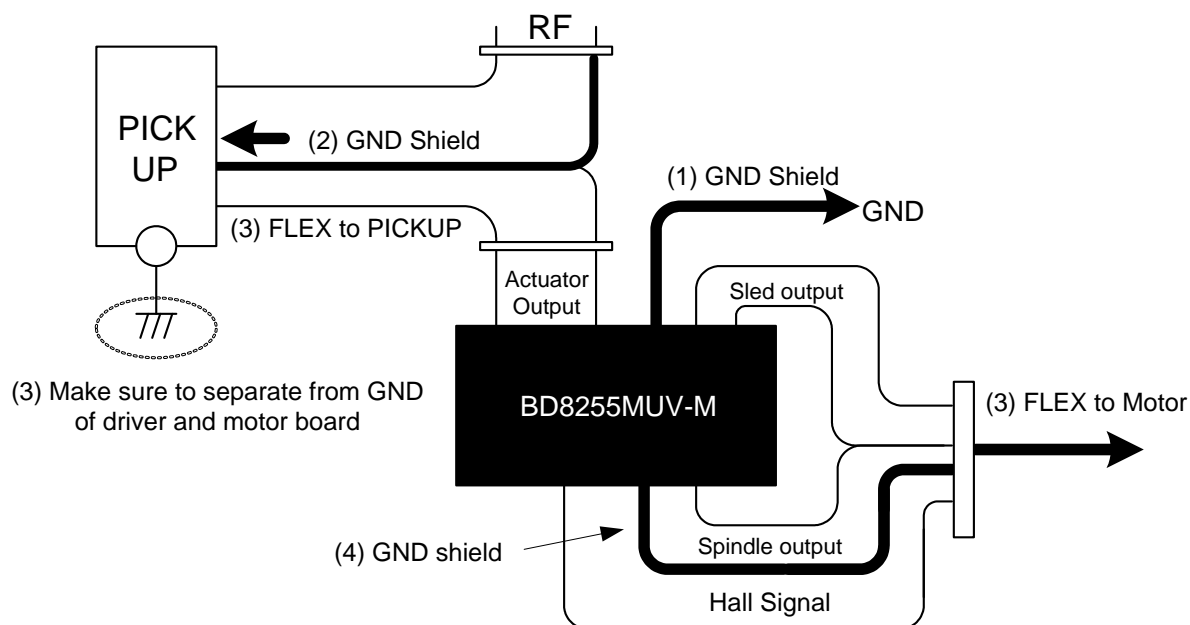 RF
PICK
UP
(2) GND Shield
(1) GND Shield
GND
(3) FLEX to PICKUP
Actuator
Output
Sled output
(3) Make sure to separate from GND
of driver and motor board
BD8255MUV-M
(3) FLEX to Motor
(4) GND shield
Spindle output
Hall Signal